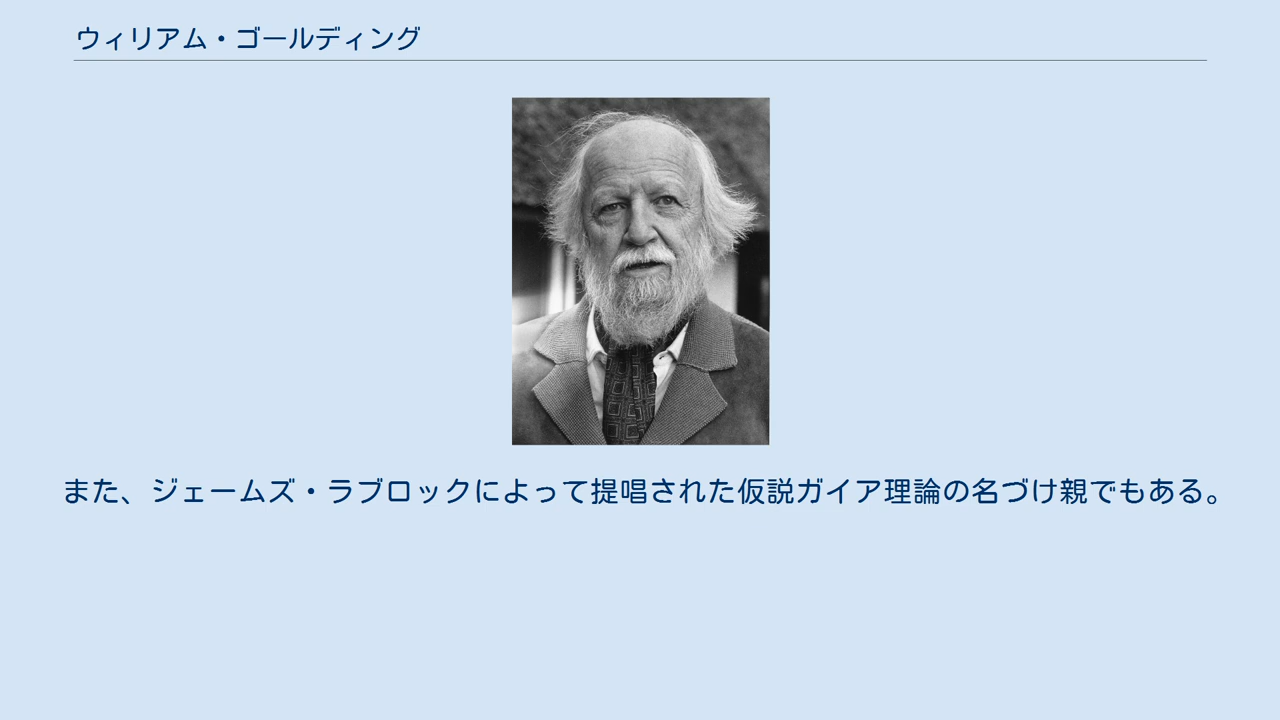 ウィリアム・ゴールディング
また、ジェームズ・ラブロックによって提唱された仮説ガイア理論の名づけ親でもある。